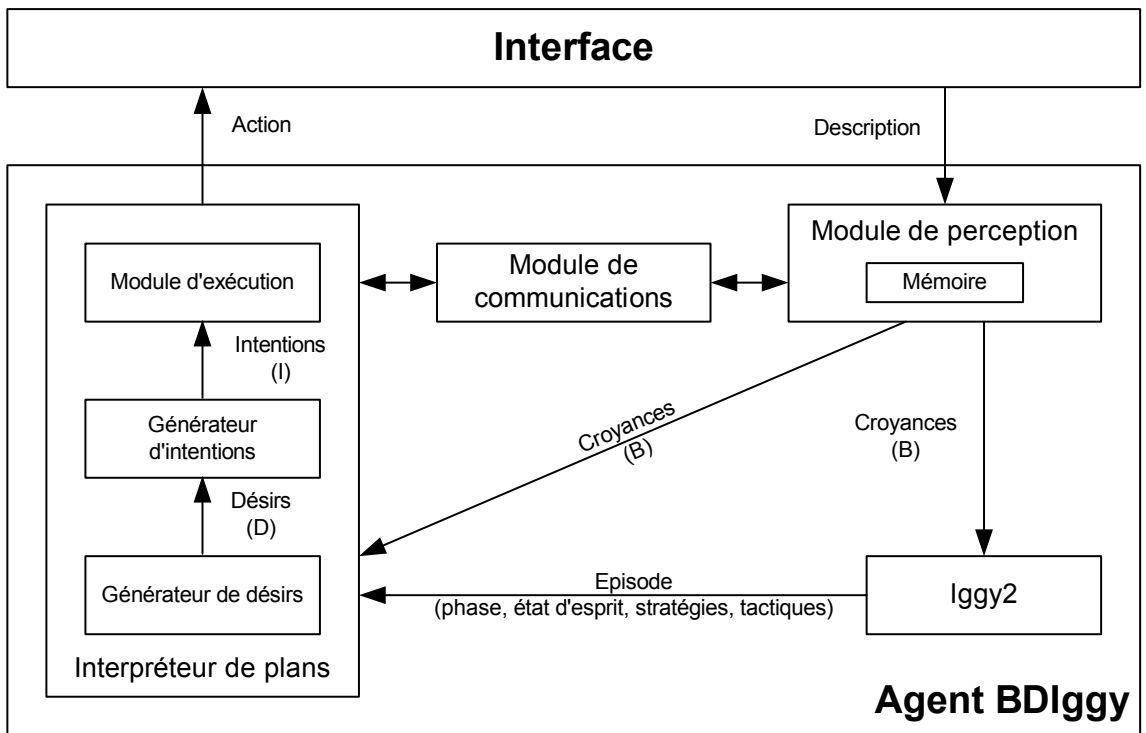 Interface
Action
Description
Module de perception
Mémoire
Module d'exécution
Module de
communications
Intentions
(I)
Générateur
d'intentions
Croyances
(B)
Croyances
(B)
Désirs
(D)
Générateur de désirs
Episode
(phase, état d'esprit, stratégies, tactiques)
Iggy2
Interpréteur de plans
Agent BDIggy